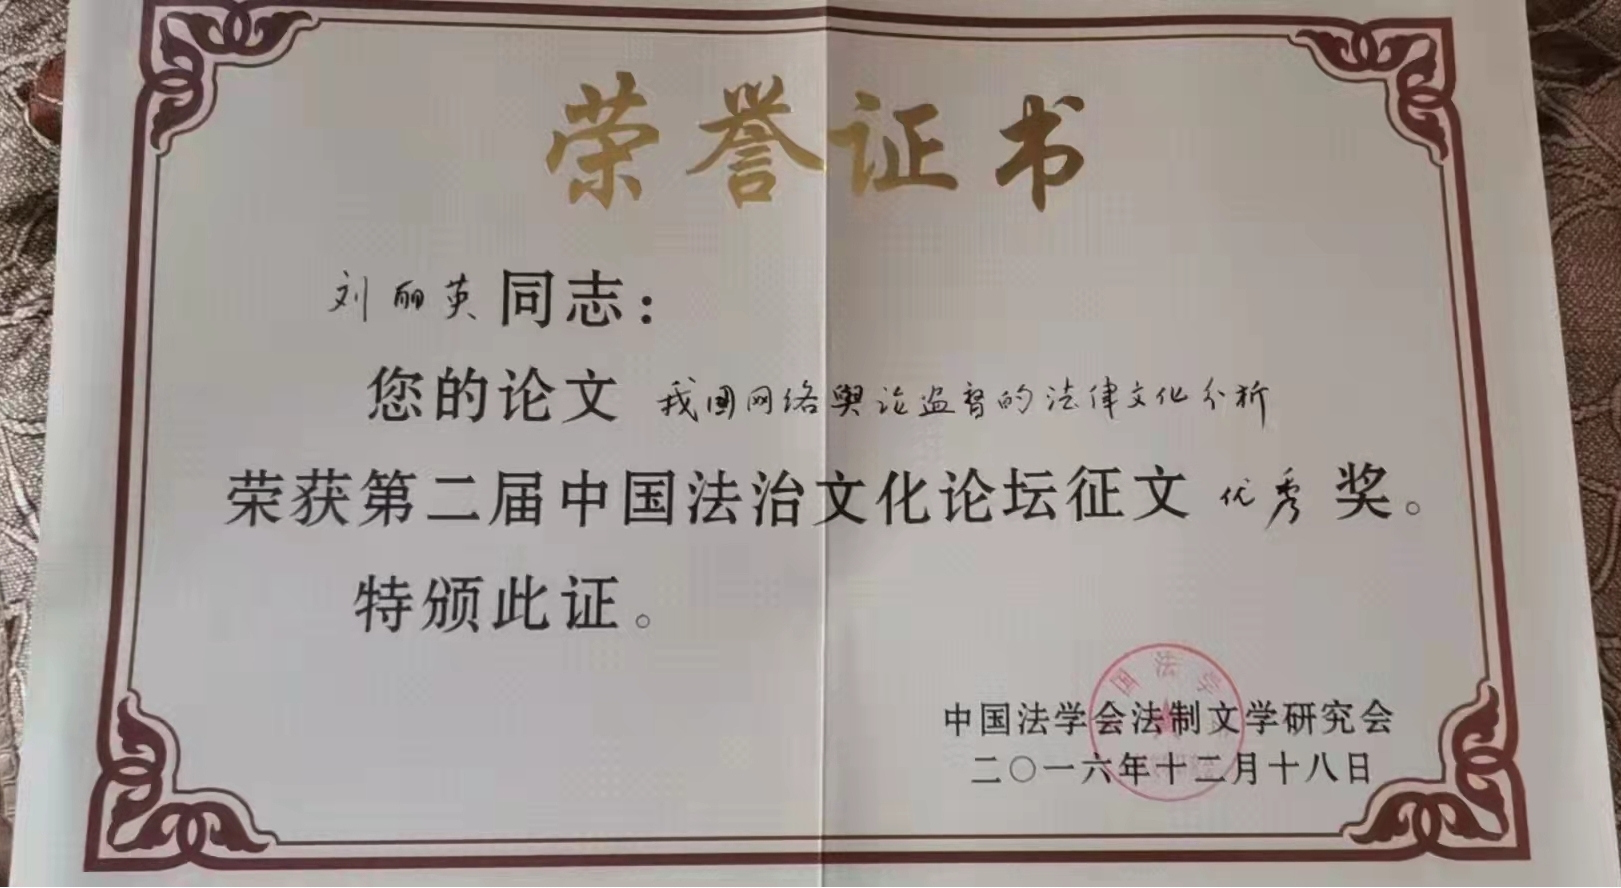 荣誉证书
刘丽英同志：
您的论文 我国网络舆论监督的法律文化分析
荣获第二届中国法治文化论坛征文 优秀 奖。
特颁此证。
国法学
中国法学会法制文学研究会
二〇一六年十二月十八日